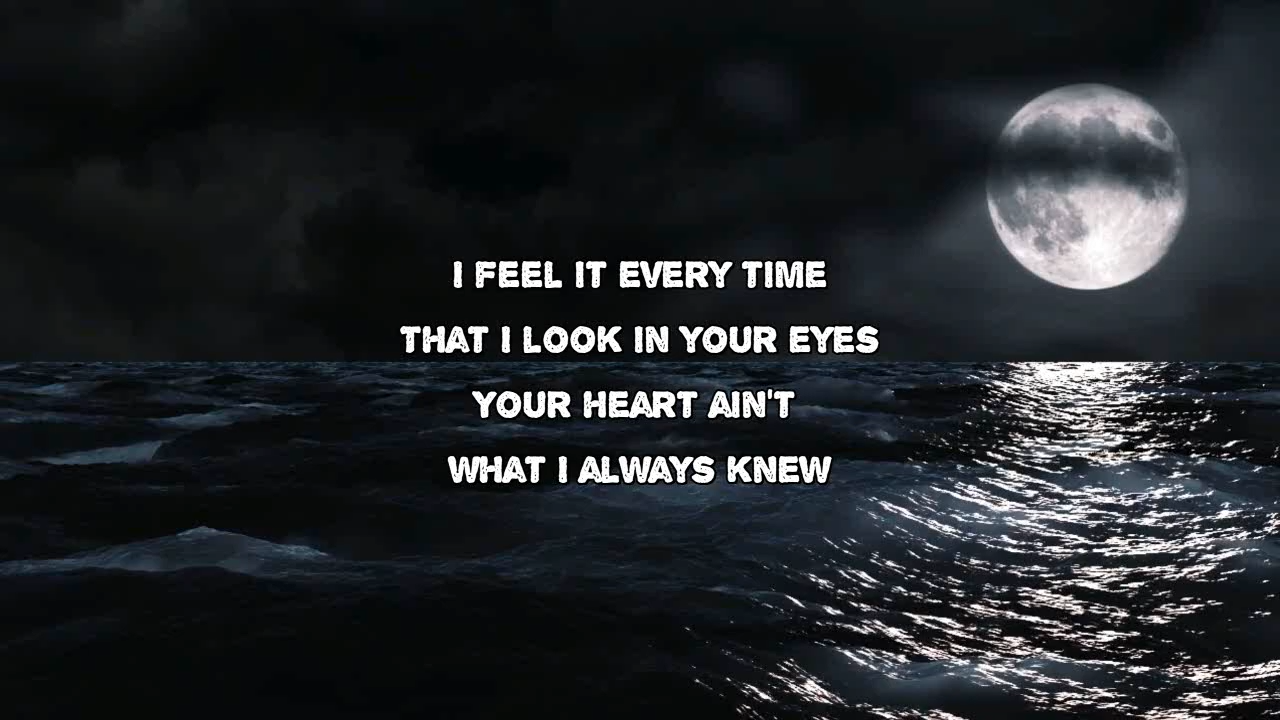 I FEEL IT EVERY TIME
THAT I LOOK IN YOUR EYES
YOUR HEART AIN'T
WHAT I ALWAYS KNEW